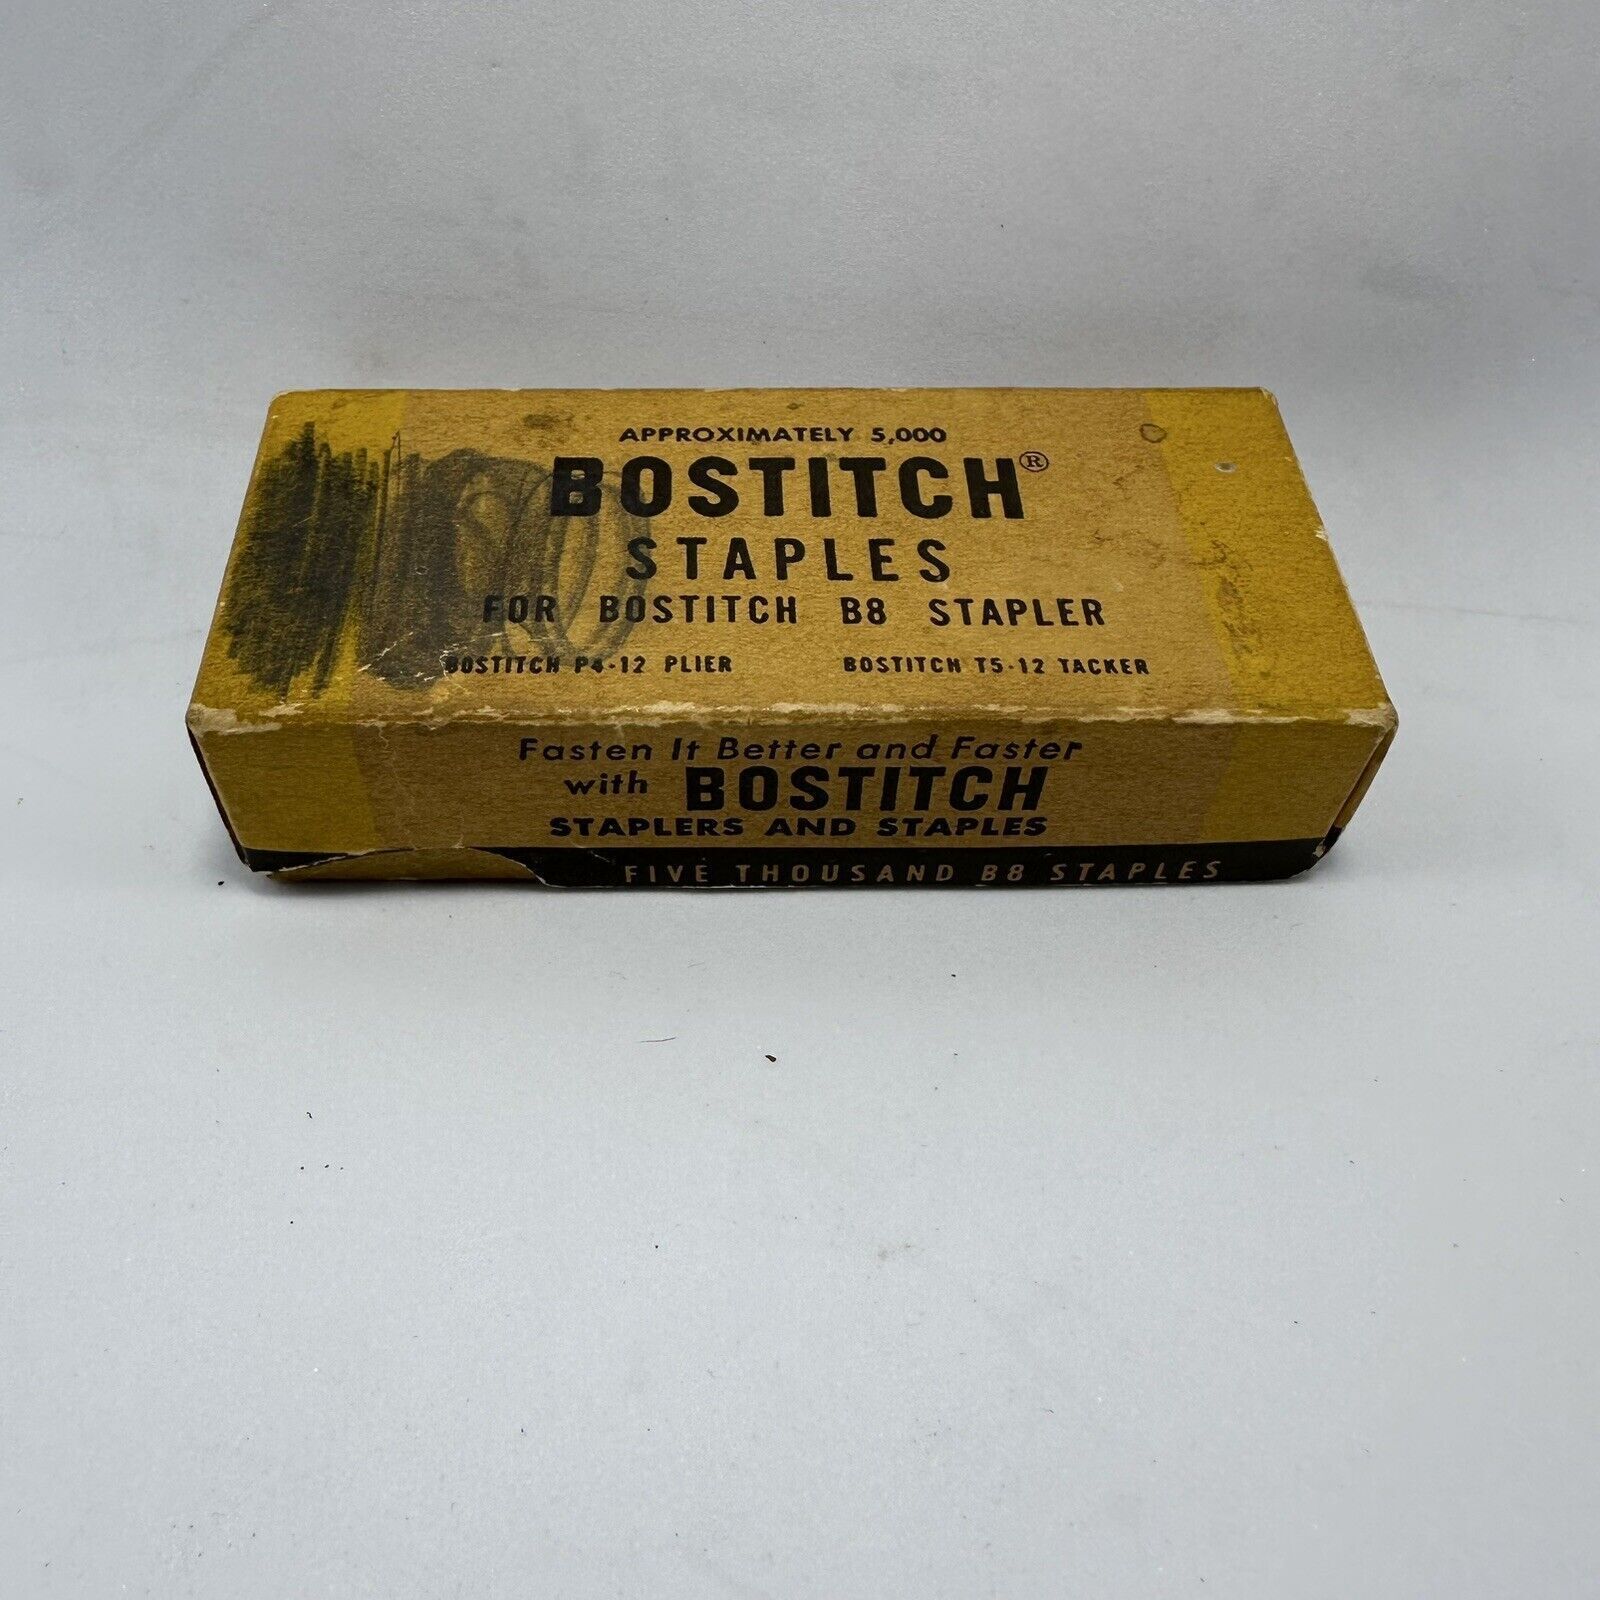 APPROXIMATELY 5,000
BOSTITCH®
STAPLES
FOR BOSTITCH B8 STAPLER
BOSTITCH P4-12 PLIER BOSTITCH T5-12 TACKER
Fasten It Better and Faster
with BOSTITCH
STAPLERS AND STAPLES
FIVE THOUSAND B8 STAPLES